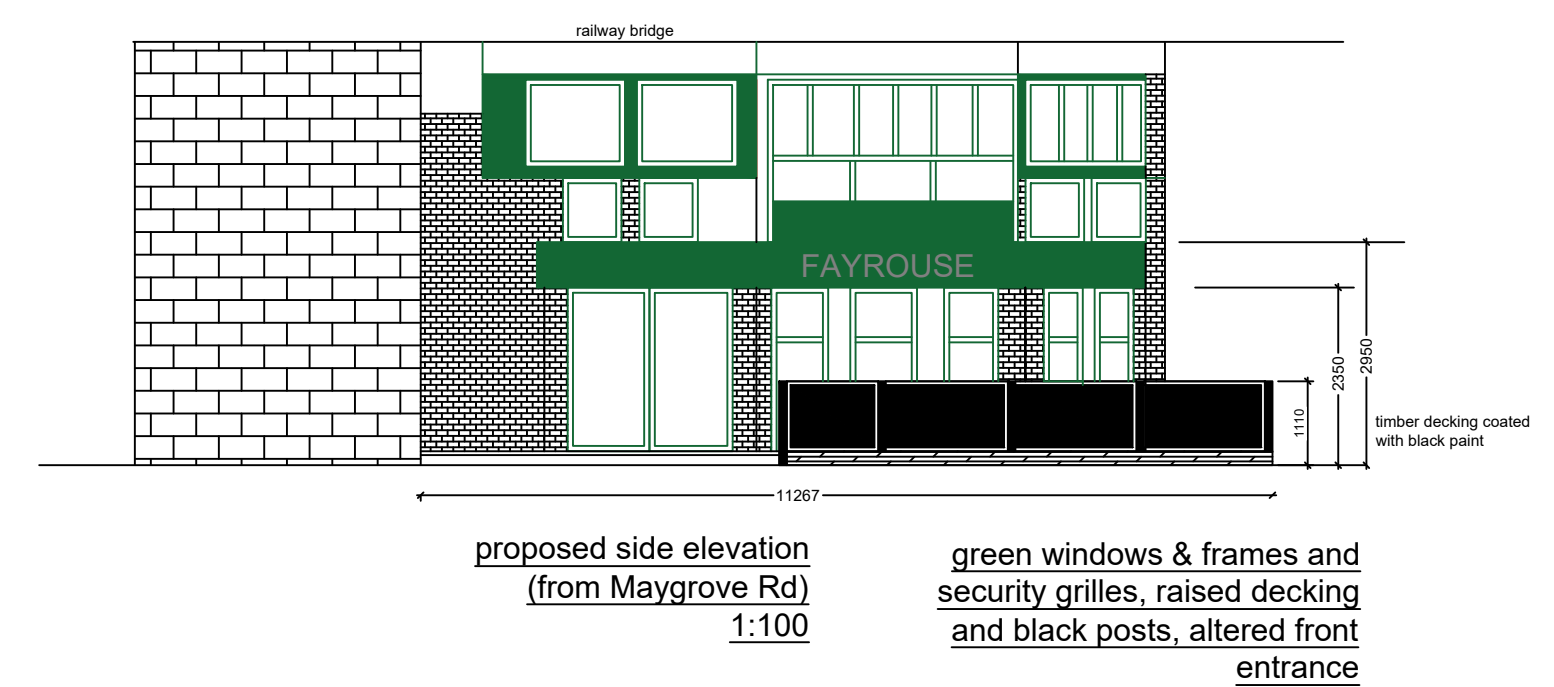 railway bridge
FAYROUSE
2950
2350
1110
timber decking coated
with black paint
11267
proposed side elevation
(from Maygrove Rd)
1:100
green windows & frames and
security grilles, raised decking
and black posts, altered front
entrance